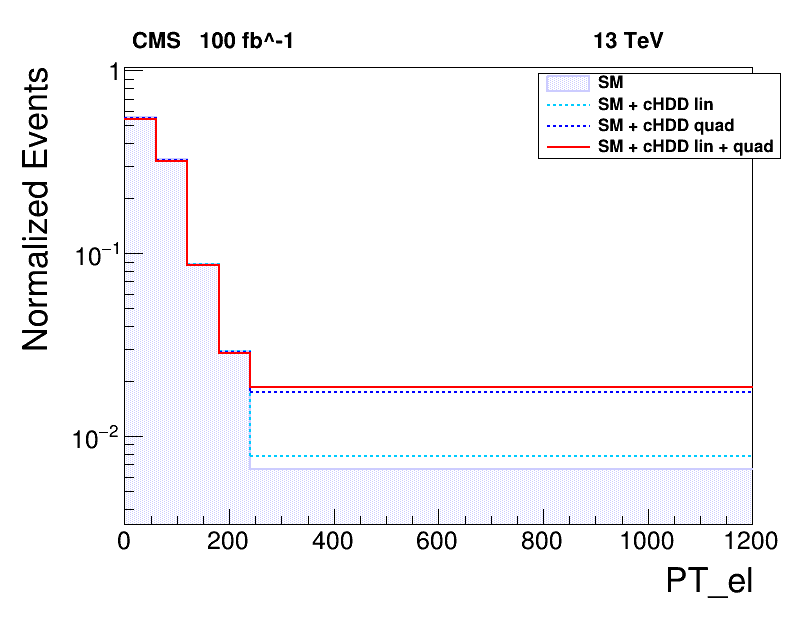 CMS 100 fb^-1 13 TeV
SM
SM + cHDD lin
SM + cHDD quad
SM + cHDD lin + quad
Normalized Events
1
10⁻¹
10⁻²
0 200 400 600 800 1000 1200
PT_el